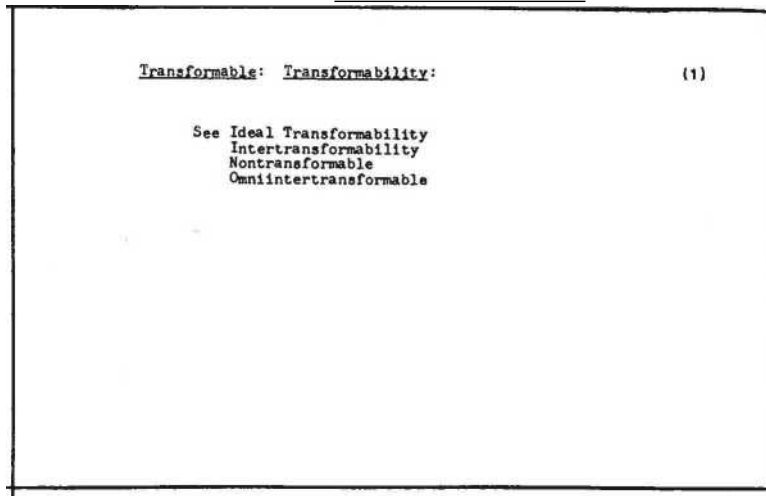 Transformable: Transformability: (1)
See Ideal Transformability
Intertransformability
Nontransformable
Omniintertransformable